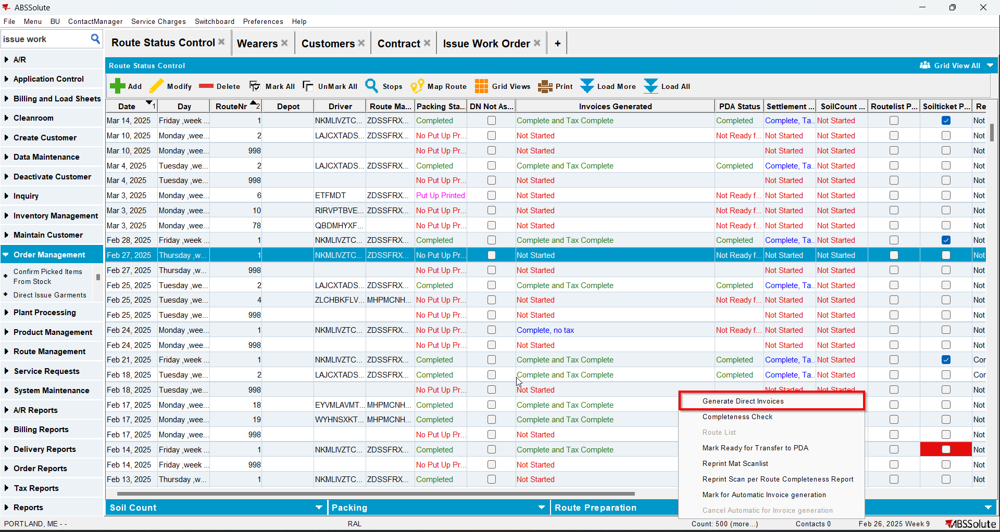 ABSSolute
File Menu BU ContactManager Service Charges Switchboard Preferences Help
issue work
Route Status Control Wearers Customers Contract Issue Work Order +
Route Status Control Grid View All
Add Modify Delete Mark All UnMark All Stops Map Route Grid Views Print Load More Load All
A/R
Application Control
Billing and Load Sheets
Cleanroom
Create Customer
Data Maintenance
Deactivate Customer
Inquiry
Inventory Management
Maintain Customer
Order Management
Confirm Picked Items
From Stock
Direct Issue Garments
Plant Processing
Product Management
Route Management
Service Requests
System Maintenance
A/R Reports
Billing Reports
Delivery Reports
Order Reports
Tax Reports
Reports
Date 1 Day RouteNr 2 Depot Driver Route Ma... Packing Sta... DN Not As... Invoices Generated PDA Status Settlement ... SoilCount ... Routelist P... Soilticket P... Re
Mar 14, 2025 Friday ,week ... 1 NKMLIVZTC... ZDSSFRX... Completed Complete and Tax Complete Completed Complete, Ta.. Not Started Not
Mar 10, 2025 Monday ,wee... 2 LAJCXTADS... ZDSSFRX... No Put Up Pr... Not Started Not Ready f... Not Started Not Started Not
Mar 10, 2025 Monday ,wee... 998 No Put Up Pr... Not Started Not Started Not Started Not
Mar 4, 2025 Tuesday ,we... 2 LAJCXTADS... ZDSSFRX... Completed Complete and Tax Complete Completed Complete, Ta.. Not Started Not
Mar 4, 2025 Tuesday ,we... 998 No Put Up Pr... Not Started Not Started Not Started Not
Mar 3, 2025 Monday ,wee... 6 ETFMDT ZDSSFRX... Put Up Printed Not Started Not Ready f... Not Started Not Started Not
Mar 3, 2025 Monday ,wee... 10 RIRVPTBVE... ZDSSFRX... No Put Up Pr... Not Started Not Ready f... Not Started Not Started Not
Mar 3, 2025 Monday ,wee... 78 QBDMHYXF... No Put Up Pr... Not Started Not Ready f... Not Started Not Started Not
Feb 28, 2025 Friday ,week ... 1 NKMLIVZTC... ZDSSFRX... Completed Complete and Tax Complete Completed Complete, Ta.. Not Started Not
Feb 27, 2025 Thursday ,w... 1 NKMLIVZTC... ZDSSFRX... No Put Up Pr... Not Started Not Ready f... Not Started Not Started Not
Feb 27, 2025 Thursday ,w... 998 No Put Up Pr... Not Started Not Started Not Started Not
Feb 25, 2025 Tuesday ,we... 2 LAJCXTADS... ZDSSFRX... Completed Complete and Tax Complete Completed Complete, Ta.. Not Started Not
Feb 25, 2025 Tuesday ,we... 4 ZLCHBKFLV... MHPMCNH... No Put Up Pr... Not Started Not Ready f... Not Started Not Started Not
Feb 25, 2025 Tuesday ,we... 998 No Put Up Pr... Not Started Not Started Not Started Not
Feb 24, 2025 Monday ,wee... 1 NKMLIVZTC... ZDSSFRX... No Put Up Pr... Complete, no tax Not Ready f... Not Started Not Started Not
Feb 24, 2025 Monday ,wee... 998 No Put Up Pr... Not Started Not Started Not Started Not
Feb 21, 2025 Friday ,week ... 1 NKMLIVZTC... ZDSSFRX... Completed Complete and Tax Complete Completed Complete, Ta.. Not Started Cor
Feb 18, 2025 Tuesday ,we... 2 LAJCXTADS... ZDSSFRX... Completed Complete and Tax Complete Completed Complete, Ta.. Not Started Cor
Feb 18, 2025 Tuesday ,we... 998 No Put Up Pr... Not Started Not Started Not Started Not
Feb 17, 2025 Monday ,wee... 18 EYVMLAVMT... MHPMCNH... Completed Complete and Tax Complete Not
Feb 17, 2025 Monday ,wee... 19 WYHNSXKT... MHPMCNH... Completed Complete and Tax Complete Not
Feb 17, 2025 Monday ,wee... 998 No Put Up Pr... Not Started Not
Feb 14, 2025 Friday ,week ... 1 NKMLIVZTC... ZDSSFRX... Completed Complete and Tax Complete Not
Feb 14, 2025 Friday ,week ... 998 No Put Up Pr... Not Started Not
Feb 13, 2025 Thursday ,w... 1 NKMLIVZTC... ZDSSFRX... Completed Not Started Not
Generate Direct Invoices
Completeness Check
Route List
Mark Ready for Transfer to PDA
Reprint Mat Scanlist
Reprint Scan per Route Completeness Report
Mark for Automatic Invoice generation
Cancel Automatic for Invoice generation
Soil Count Packing Route Preparation
PORTLAND, ME - - RAL Count: 500 (more...) Contacts 0 Feb 26, 2025 Week 9 ABSSolute